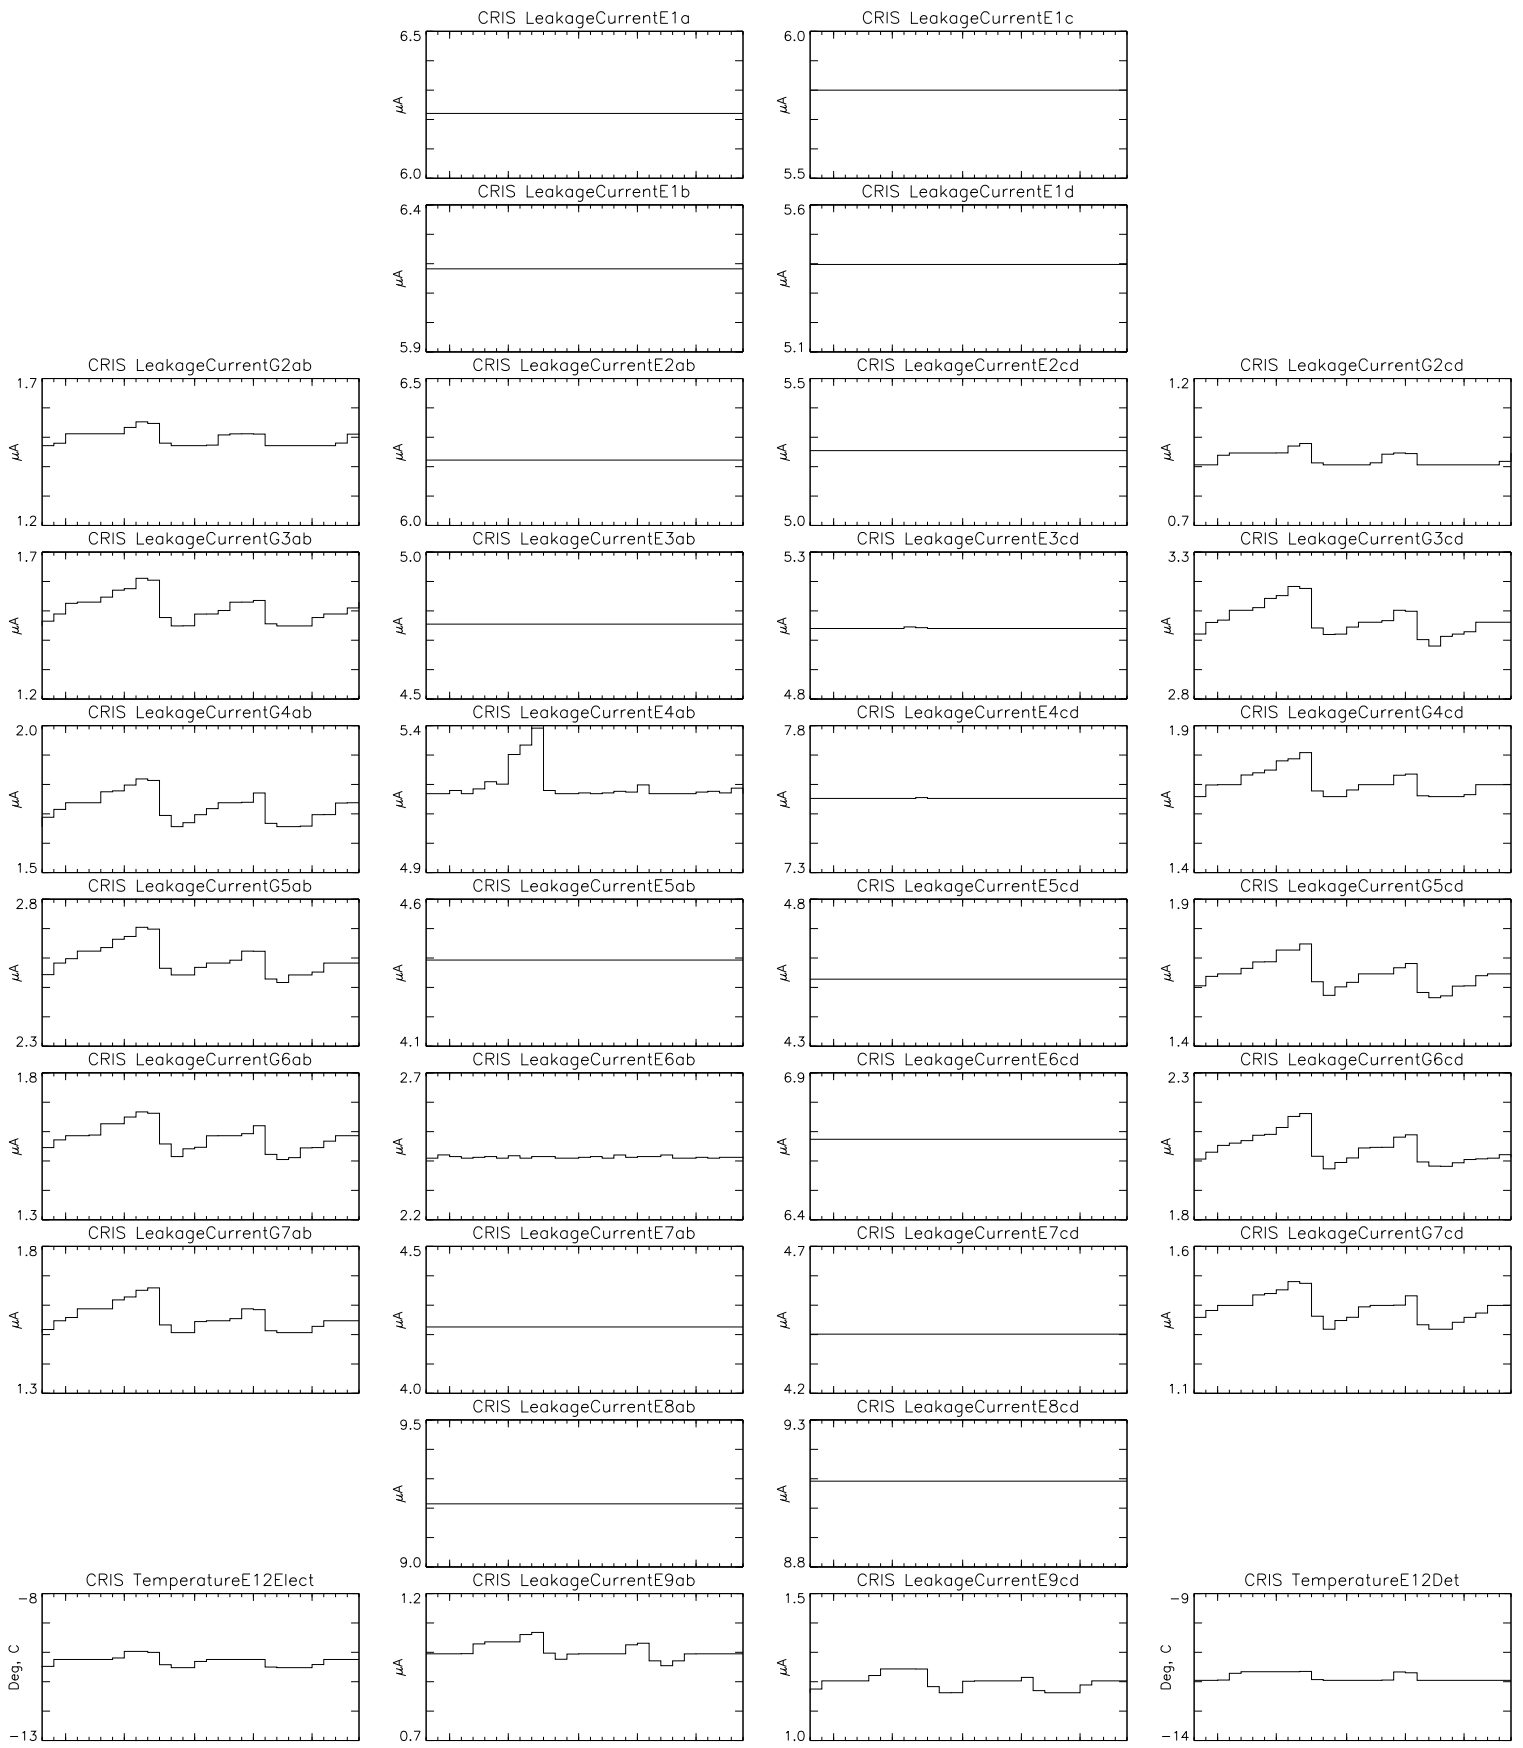 CRIS LeakageCurrentE1a
6.5
μA
6.0
CRIS LeakageCurrentE1c
6.0
μA
5.5
CRIS LeakageCurrentE1b
6.4
μA
5.9
CRIS LeakageCurrentE1d
5.6
μA
5.1
CRIS LeakageCurrentG2ab
1.7
μA
1.2
CRIS LeakageCurrentE2ab
6.5
μA
6.0
CRIS LeakageCurrentE2cd
5.5
μA
5.0
CRIS LeakageCurrentG2cd
1.2
μA
0.7
CRIS LeakageCurrentG3ab
1.7
μA
1.2
CRIS LeakageCurrentE3ab
5.0
μA
4.5
CRIS LeakageCurrentE3cd
5.3
μA
4.8
CRIS LeakageCurrentG3cd
3.3
μA
2.8
CRIS LeakageCurrentG4ab
2.0
μA
1.5
CRIS LeakageCurrentE4ab
5.4
μA
4.9
CRIS LeakageCurrentE4cd
7.8
μA
7.3
CRIS LeakageCurrentG4cd
1.9
μA
1.4
CRIS LeakageCurrentG5ab
2.8
μA
2.3
CRIS LeakageCurrentE5ab
4.6
μA
4.1
CRIS LeakageCurrentE5cd
4.8
μA
4.3
CRIS LeakageCurrentG5cd
1.9
μA
1.4
CRIS LeakageCurrentG6ab
1.8
μA
1.3
CRIS LeakageCurrentE6ab
2.7
μA
2.2
CRIS LeakageCurrentE6cd
6.9
μA
6.4
CRIS LeakageCurrentG6cd
2.3
μA
1.8
CRIS LeakageCurrentG7ab
1.8
μA
1.3
CRIS LeakageCurrentE7ab
4.5
μA
4.0
CRIS LeakageCurrentE7cd
4.7
μA
4.2
CRIS LeakageCurrentG7cd
1.6
μA
1.1
CRIS LeakageCurrentE8ab
9.5
μA
9.0
CRIS LeakageCurrentE8cd
9.3
μA
8.8
CRIS TemperatureE12Elect
-8
Deg, C
-13
CRIS LeakageCurrentE9ab
1.2
μA
0.7
CRIS LeakageCurrentE9cd
1.5
μA
1.0
CRIS TemperatureE12Det
-9
Deg, C
-14